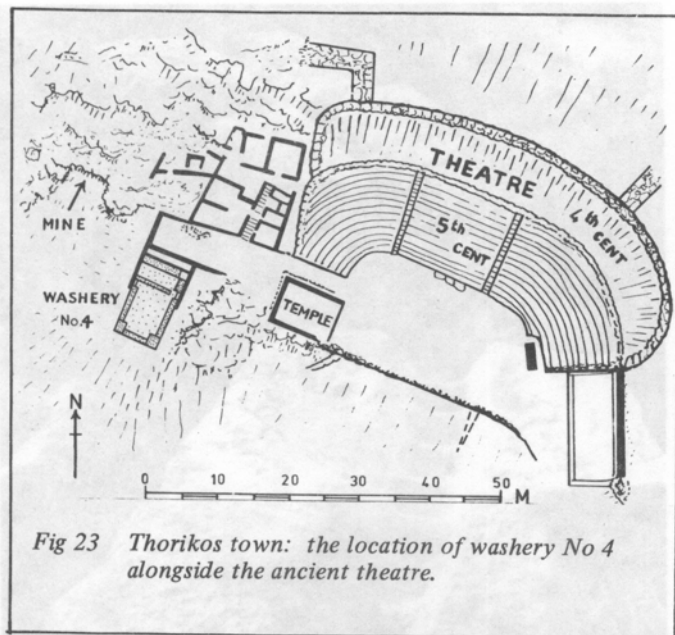 THEATRE
4th CENT
5th
CENT
MINE
WASHERY
No.4
TEMPLE
N
0 10 20 30 40 50 M
Fig 23 Thorikos town: the location of washery No 4
alongside the ancient theatre.